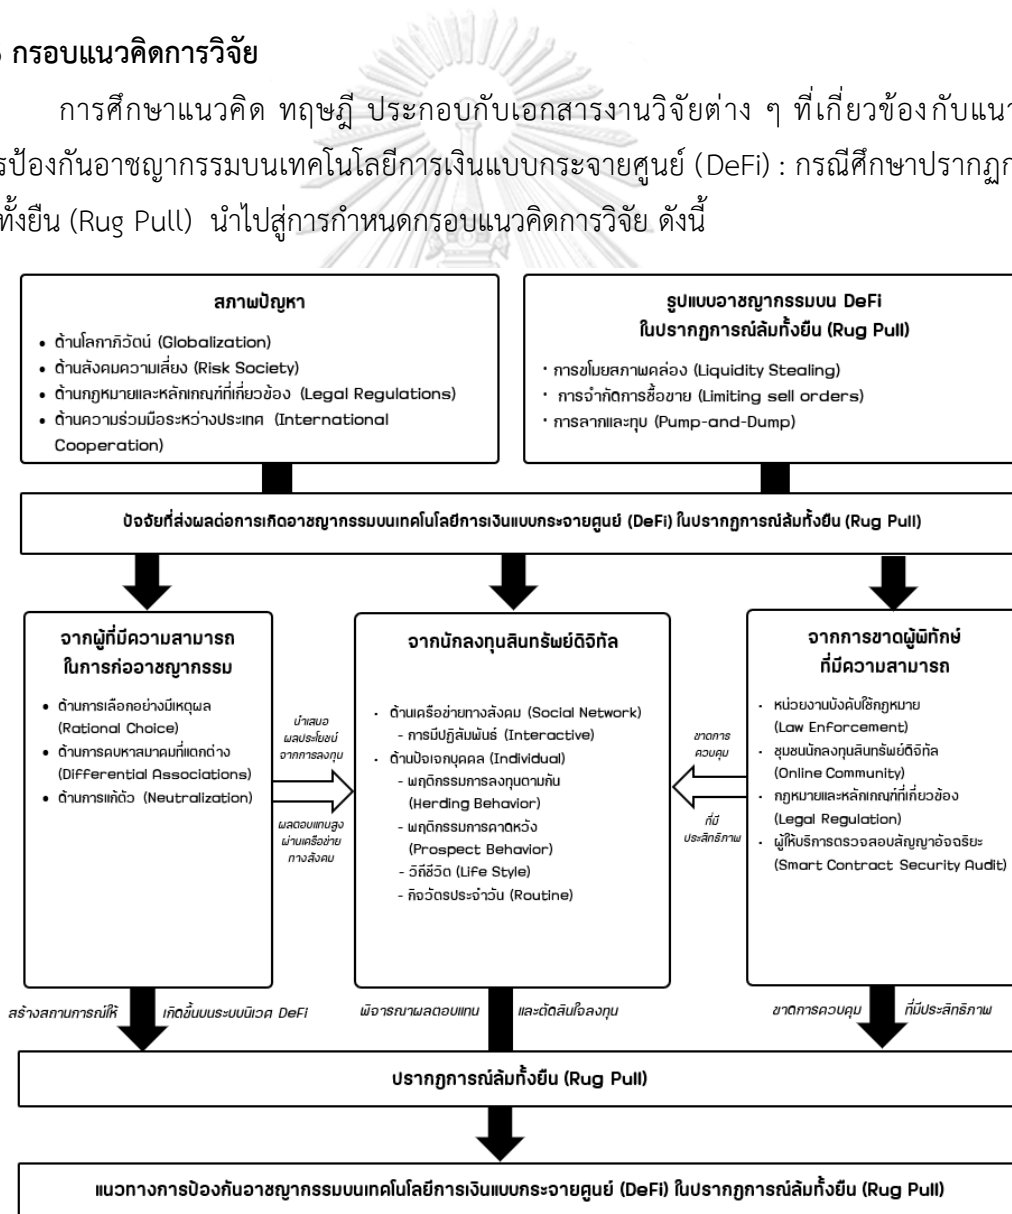 กรอบแนวคิดการวิจัย
การศึกษาแนวคิด ทฤษฎี ประกอบกับเอกสารงานวิจัยต่าง ๆ ที่เกี่ยวข้องกับแนว
รป้องกันอาชญากรรมบนเทคโนโลยีการเงินแบบกระจายศูนย์ (DeFi) : กรณีศึกษาปรากฏก
ทั้งยืน (Rug Pull) นำไปสู่การกำหนดกรอบแนวคิดการวิจัย ดังนี้
สภาพปัญหา
• ด้านโลกาภิวัตน์ (Globalization)
• ด้านสังคมความเสี่ยง (Risk Society)
• ด้านกฎหมายและหลักเกณฑ์ที่เกี่ยวข้อง (Legal Regulations)
• ด้านความร่วมมือระหว่างประเทศ (International
Cooperation)
รูปแบบอาชญากรรมบน DeFi
ในปรากฏการณ์ล้มทั้งยืน (Rug Pull)
• การขโมยสภาพคล่อง (Liquidity Stealing)
• การจำกัดการซื้อขาย (Limiting sell orders)
• การลากและทุบ (Pump-and-Dump)
ปัจจัยที่ส่งผลต่อการเกิดอาชญากรรมบนเทคโนโลยีการเงินแบบกระจายศูนย์ (DeFi) ในปรากฏการณ์ล้มทั้งยืน (Rug Pull)
จากผู้ที่มีความสามารถ
ในการก่ออาชญากรรม
• ด้านการเลือกอย่างมีเหตุผล
(Rational Choice)
• ด้านการคบหาสมาคมที่แตกต่าง
(Differential Associations)
• ด้านการแก้ตัว (Neutralization)
นำเสนอ
ผลประโยชน์
จากการลงทุน
ผลตอบแทนสูง
ผ่านเครือข่าย
ทางสังคม
จากนักลงทุนสินทรัพย์ดิจิทัล
• ด้านเครือข่ายทางสังคม (Social Network)
- การมีปฏิสัมพันธ์ (Interactive)
• ด้านปัจเจกบุคคล (Individual)
- พฤติกรรมการลงทุนตามกัน
(Herding Behavior)
- พฤติกรรมการคาดหวัง
(Prospect Behavior)
- วิถีชีวิต (Life Style)
- กิจวัตรประจำวัน (Routine)
ขาดการ
ควบคุม
ที่มี
ประสิทธิภาพ
จากการขาดผู้พิทักษ์
ที่มีความสามารถ
• หน่วยงานบังคับใช้กฎหมาย
(Law Enforcement)
• ชุมชนนักลงทุนสินทรัพย์ดิจิทัล
(Online Community)
• กฎหมายและหลักเกณฑ์ที่เกี่ยวข้อง
(Legal Regulation)
• ผู้ให้บริการตรวจสอบสัญญาอัจฉริยะ
(Smart Contract Security Audit)
สร้างสถานการณ์ให้ เกิดขึ้นบนระบบนิเวศ DeFi
พิจารณาผลตอบแทน และตัดสินใจลงทุน
ขาดการควบคุม ที่มีประสิทธิภาพ
ปรากฏการณ์ล้มทั้งยืน (Rug Pull)
แนวทางการป้องกันอาชญากรรมบนเทคโนโลยีการเงินแบบกระจายศูนย์ (DeFi) ในปรากฏการณ์ล้มทั้งยืน (Rug Pull)